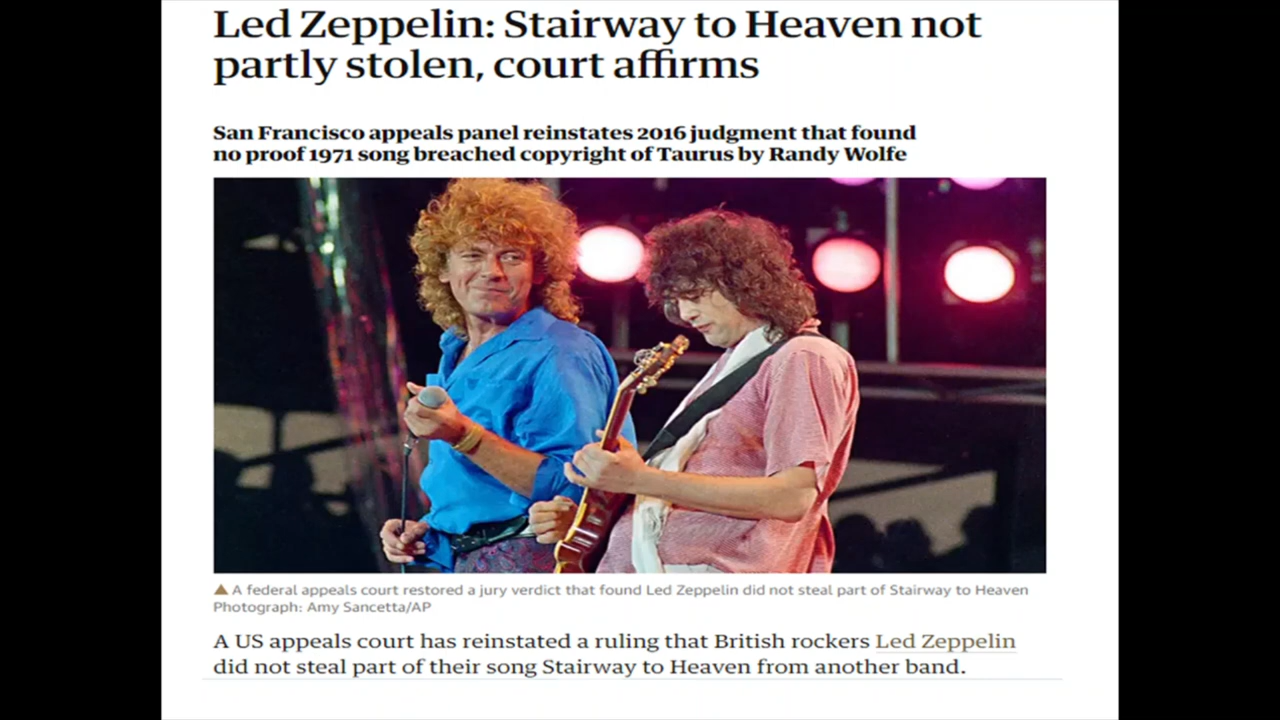 Led Zeppelin: Stairway to Heaven not
partly stolen, court affirms
San Francisco appeals panel reinstates 2016 judgment that found
no proof 1971 song breached copyright of Taurus by Randy Wolfe
▲ A federal appeals court restored a jury verdict that found Led Zeppelin did not steal part of Stairway to Heaven
Photograph: Amy Sancetta/AP
A US appeals court has reinstated a ruling that British rockers Led Zeppelin
did not steal part of their song Stairway to Heaven from another band.